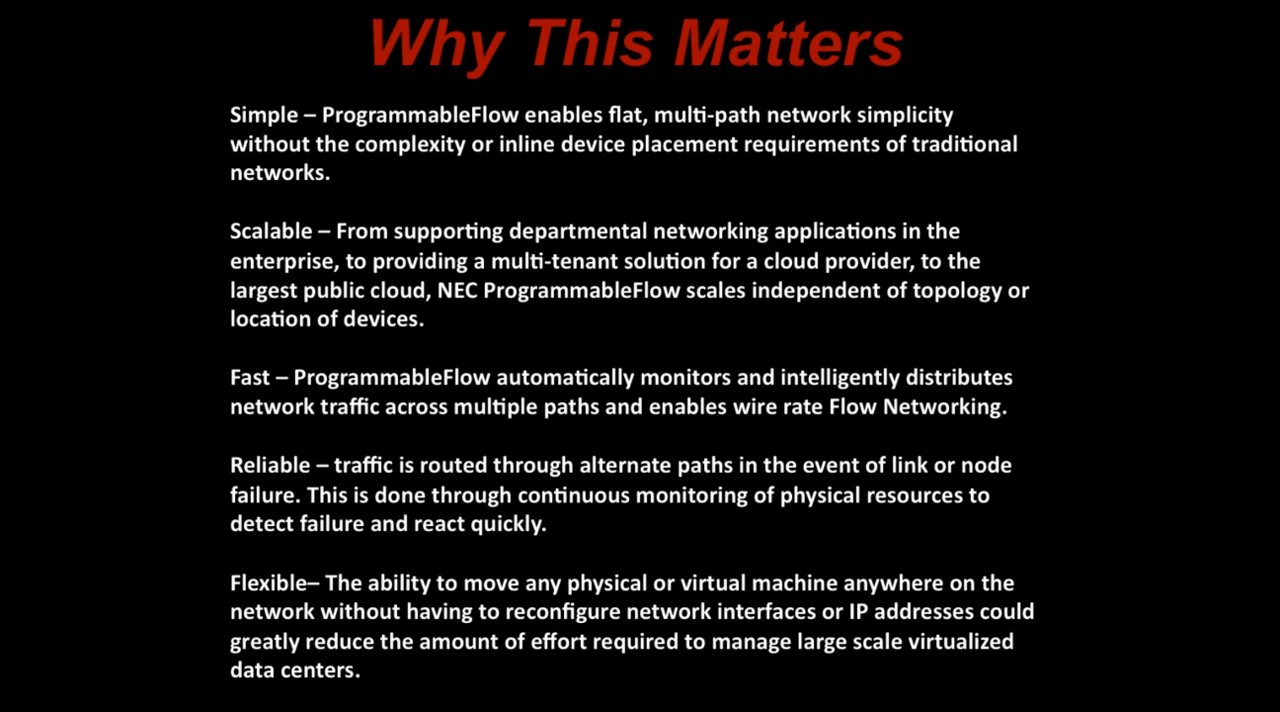 Why This Matters
Simple – ProgrammableFlow enables flat, multi-path network simplicity
without the complexity or inline device placement requirements of traditional
networks.
Scalable – From supporting departmental networking applications in the
enterprise, to providing a multi-tenant solution for a cloud provider, to the
largest public cloud, NEC ProgrammableFlow scales independent of topology or
location of devices.
Fast – ProgrammableFlow automatically monitors and intelligently distributes
network traffic across multiple paths and enables wire rate Flow Networking.
Reliable – traffic is routed through alternate paths in the event of link or node
failure. This is done through continuous monitoring of physical resources to
detect failure and react quickly.
Flexible– The ability to move any physical or virtual machine anywhere on the
network without having to reconfigure network interfaces or IP addresses could
greatly reduce the amount of effort required to manage large scale virtualized
data centers.